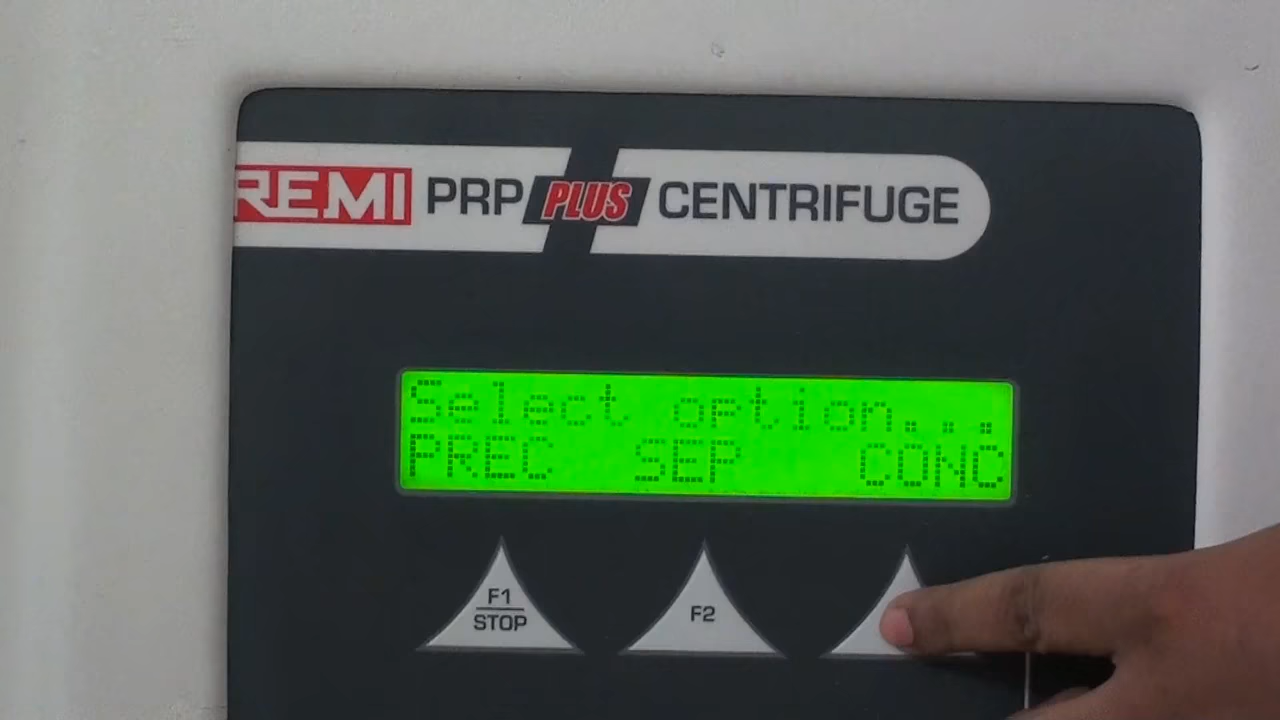 REMI PRP PLUS CENTRIFUGE
Select option...
PREC SEP CONC
F1
STOP
F2